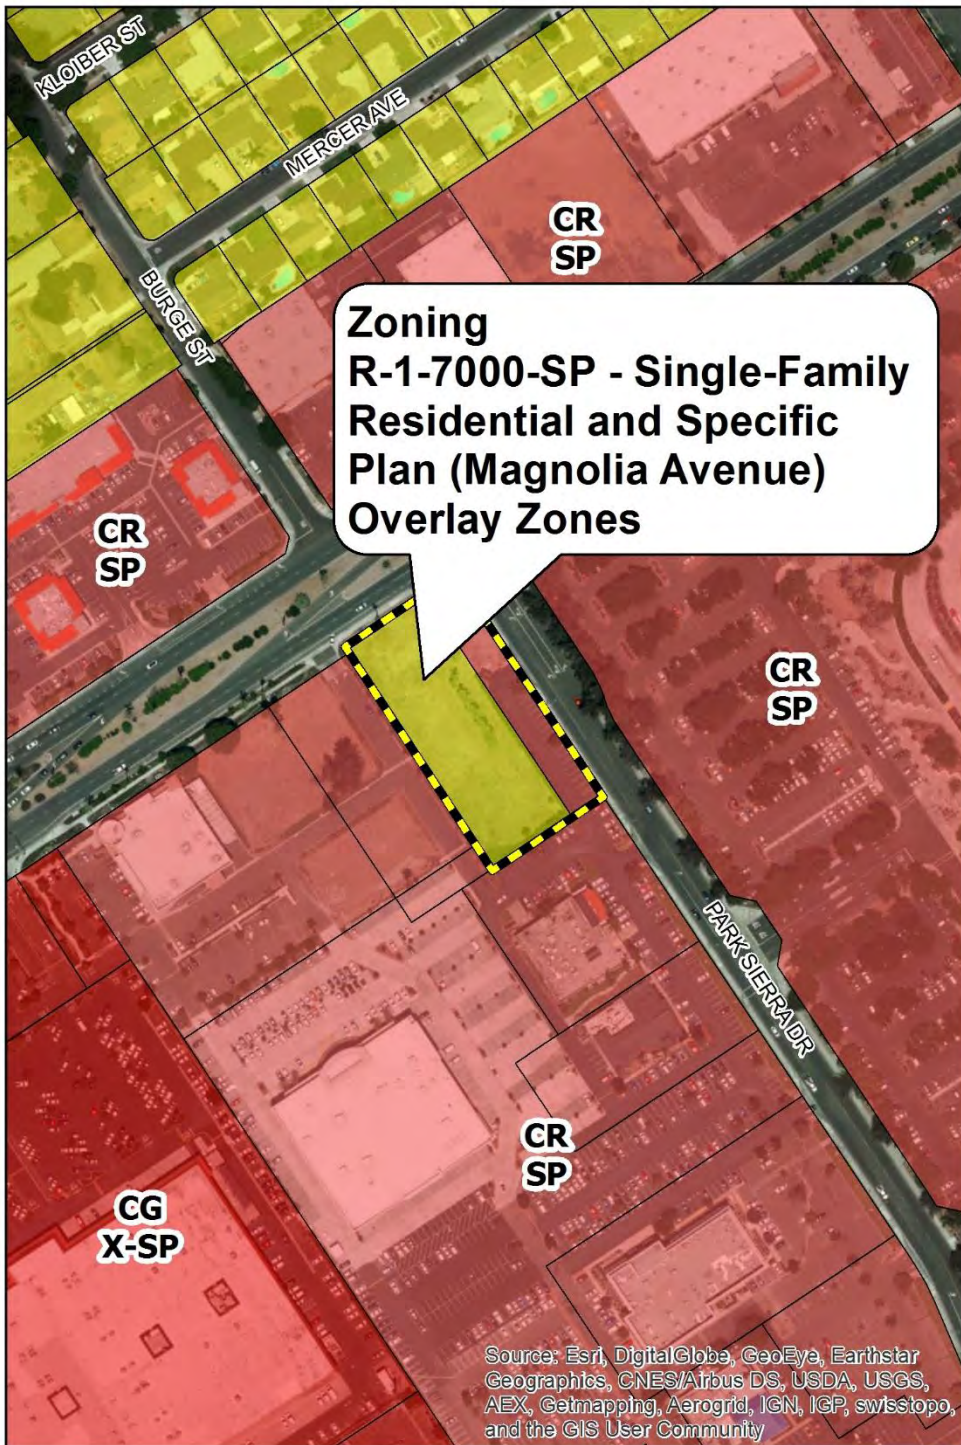 KLOIBER ST
MERCER AVE
CR
SP
BURGE ST
Zoning
R-1-7000-SP - Single-Family
Residential and Specific
Plan (Magnolia Avenue)
Overlay Zones
CR
SP
CR
SP
PARK SIERRA DR
CR
SP
CG
X-SP
Source: Esri, DigitalGlobe, GeoEye, Earthstar
Geographics, CNES/Airbus DS, USDA, USGS,
AEX, Getmapping, Aerogrid, IGN, IGP, swisstopo,
and the GIS User Community